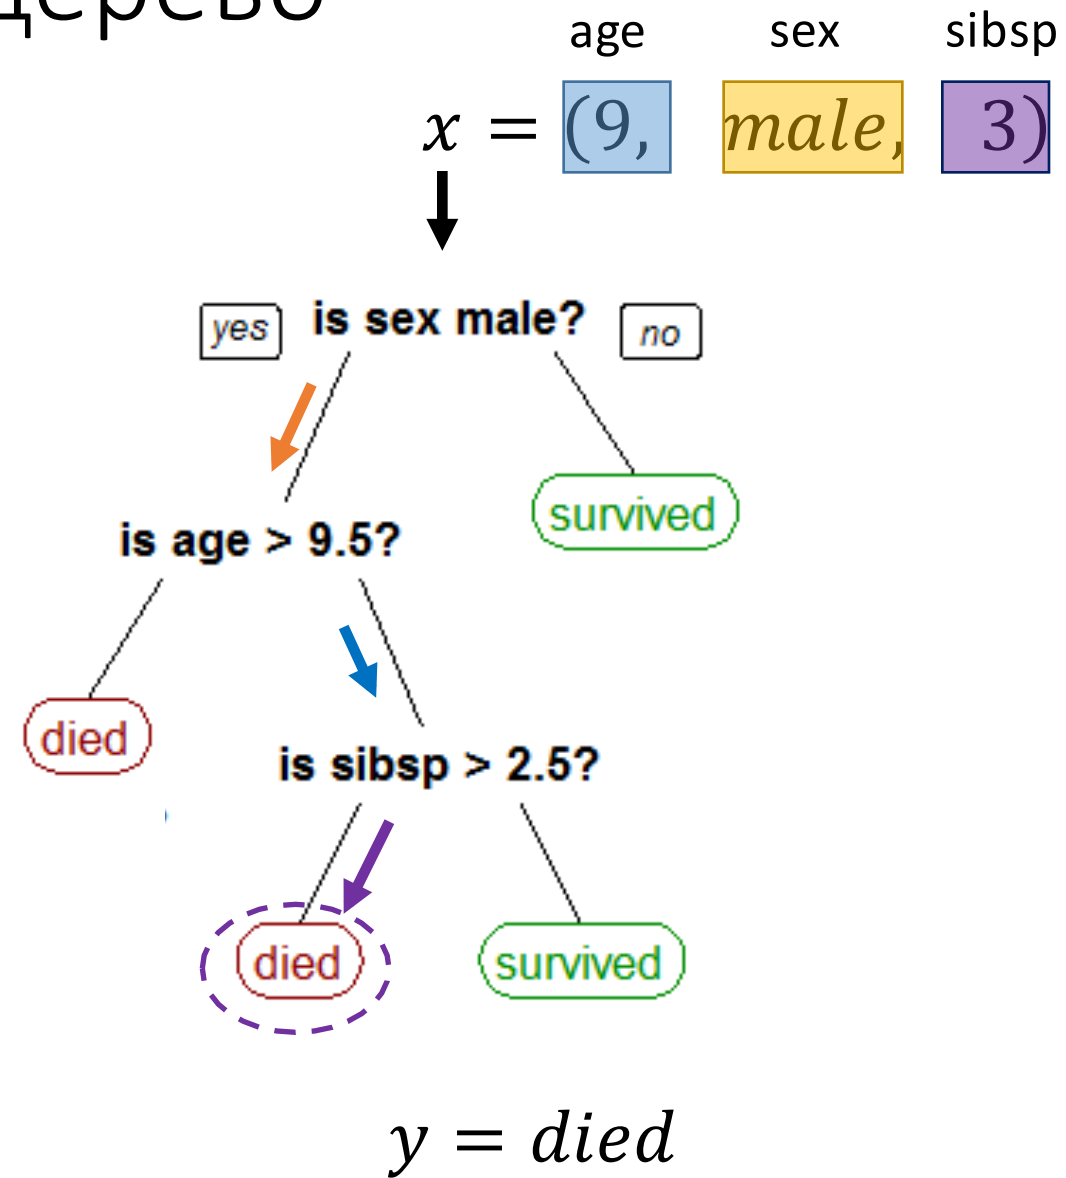 дерево
age sex sibsp
x = (9, male, 3)
yes is sex male? no
survived
is age > 9.5?
died
is sibsp > 2.5?
died survived
y = died